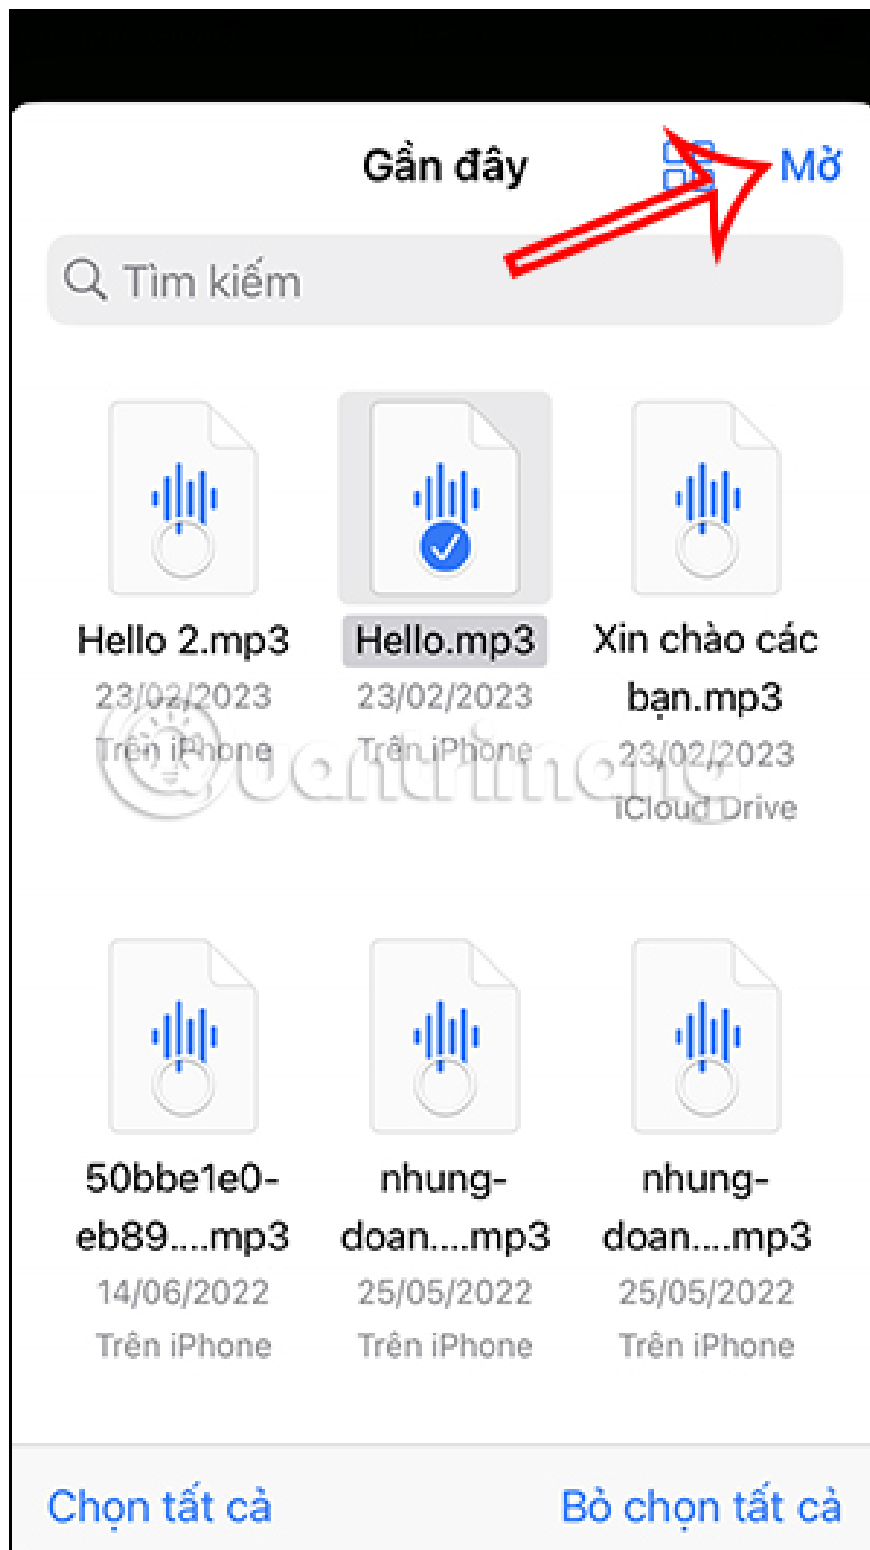 Gần đây
Mở
Tìm kiếm
Hello 2.mp3
23/02/2023
Trên iPhone
Hello.mp3
23/02/2023
Trên iPhone
Xin chào các
bạn.mp3
23/02/2023
iCloud Drive
Quantrimang
50bbe1e0-
eb89....mp3
14/06/2022
Trên iPhone
nhung-
doan....mp3
25/05/2022
Trên iPhone
nhung-
doan....mp3
25/05/2022
Trên iPhone
Chọn tất cả
Bỏ chọn tất cả